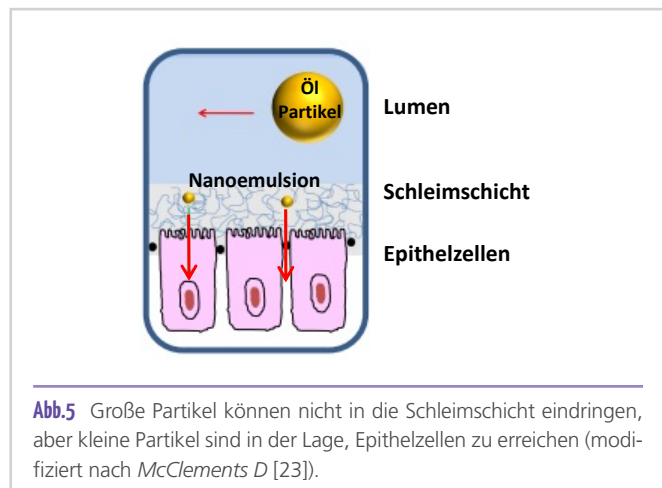 Öl
Partikel
Lumen
Nanoemulsion
Schleimschicht
Epithelzellen
Abb.5 Große Partikel können nicht in die Schleimschicht eindringen,
aber kleine Partikel sind in der Lage, Epithelzellen zu erreichen (modi-
fiziert nach McClements D [23]).